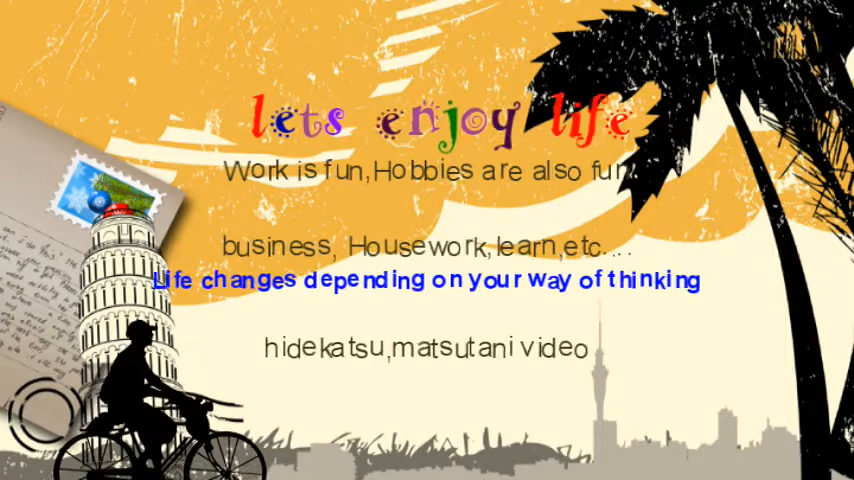 lets enjoy life
Work is fun,Hobbies are also fun
business, Housework,learn,etc....
Life changes depending on your way of thinking
hidekatsu,matsutani video